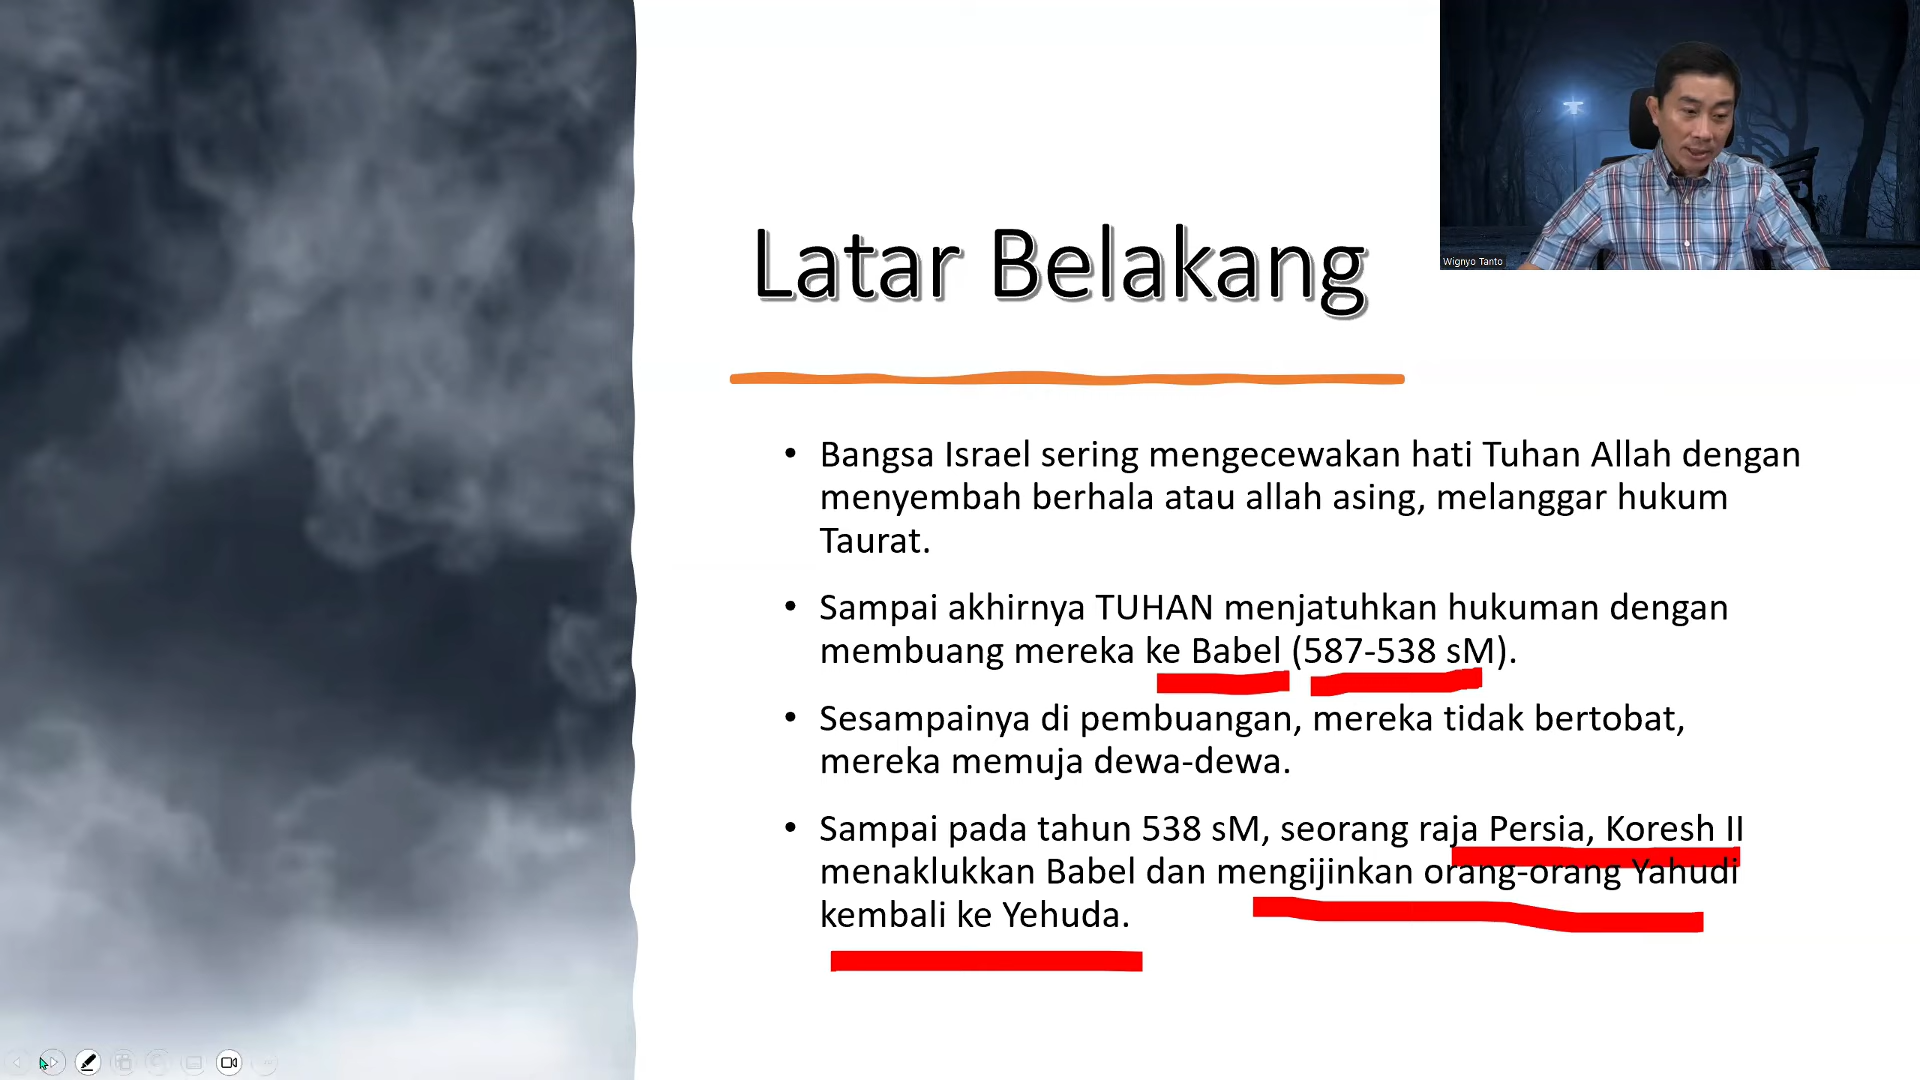 Wignyo Tanto
Latar Belakang
• Bangsa Israel sering mengecewakan hati Tuhan Allah dengan
menyembah berhala atau allah asing, melanggar hukum
Taurat.
• Sampai akhirnya TUHAN menjatuhkan hukuman dengan
membuang mereka ke Babel (587-538 sM).
• Sesampainya di pembuangan, mereka tidak bertobat,
mereka memuja dewa-dewa.
• Sampai pada tahun 538 sM, seorang raja Persia, Koresh II
menaklukkan Babel dan mengijinkan orang-orang Yahudi
kembali ke Yehuda.